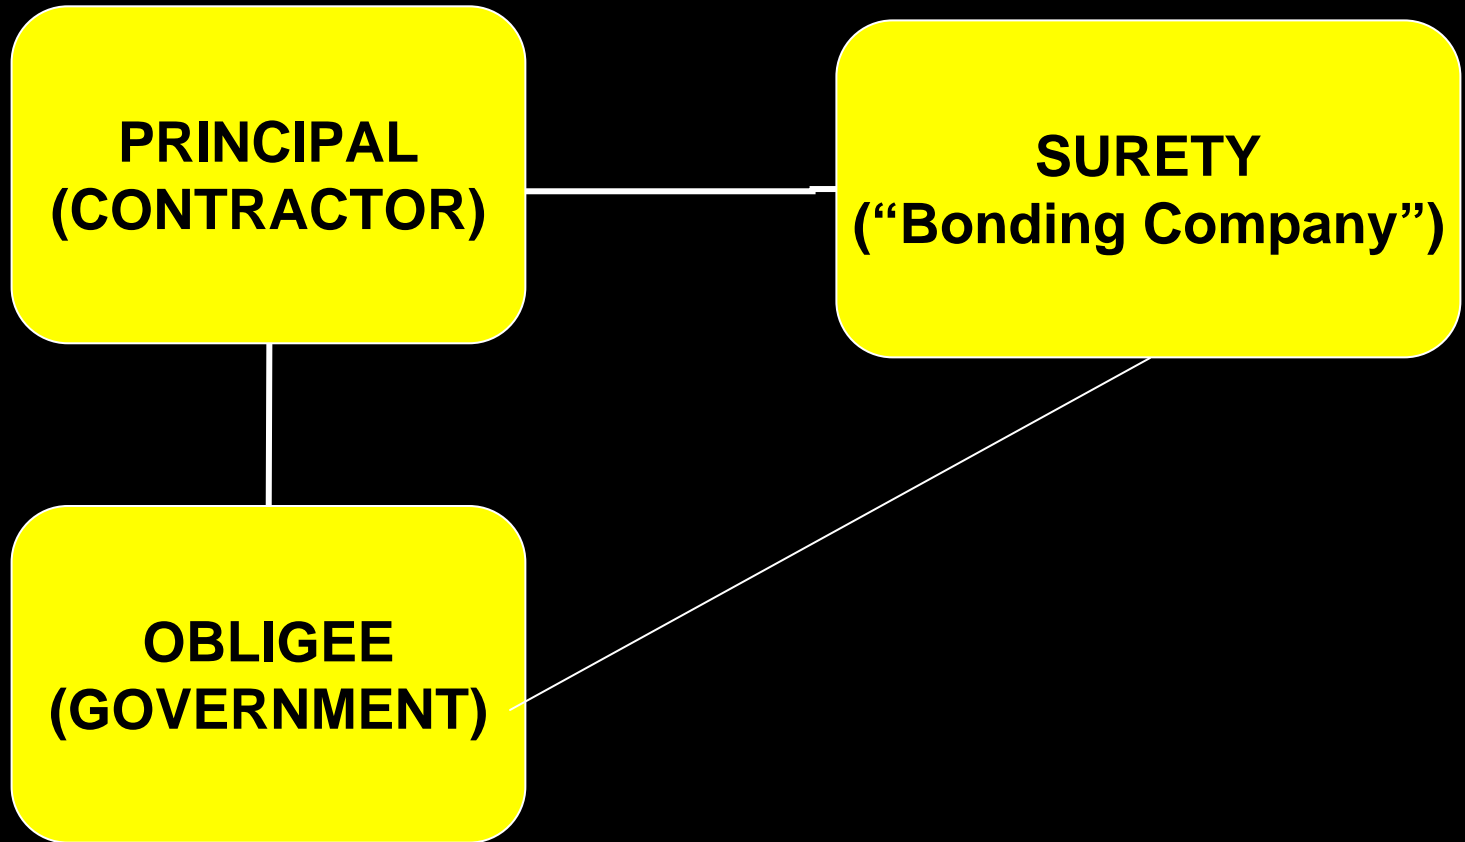 PRINCIPAL
(CONTRACTOR)
SURETY
(“Bonding Company”)
OBLIGEE
(GOVERNMENT)